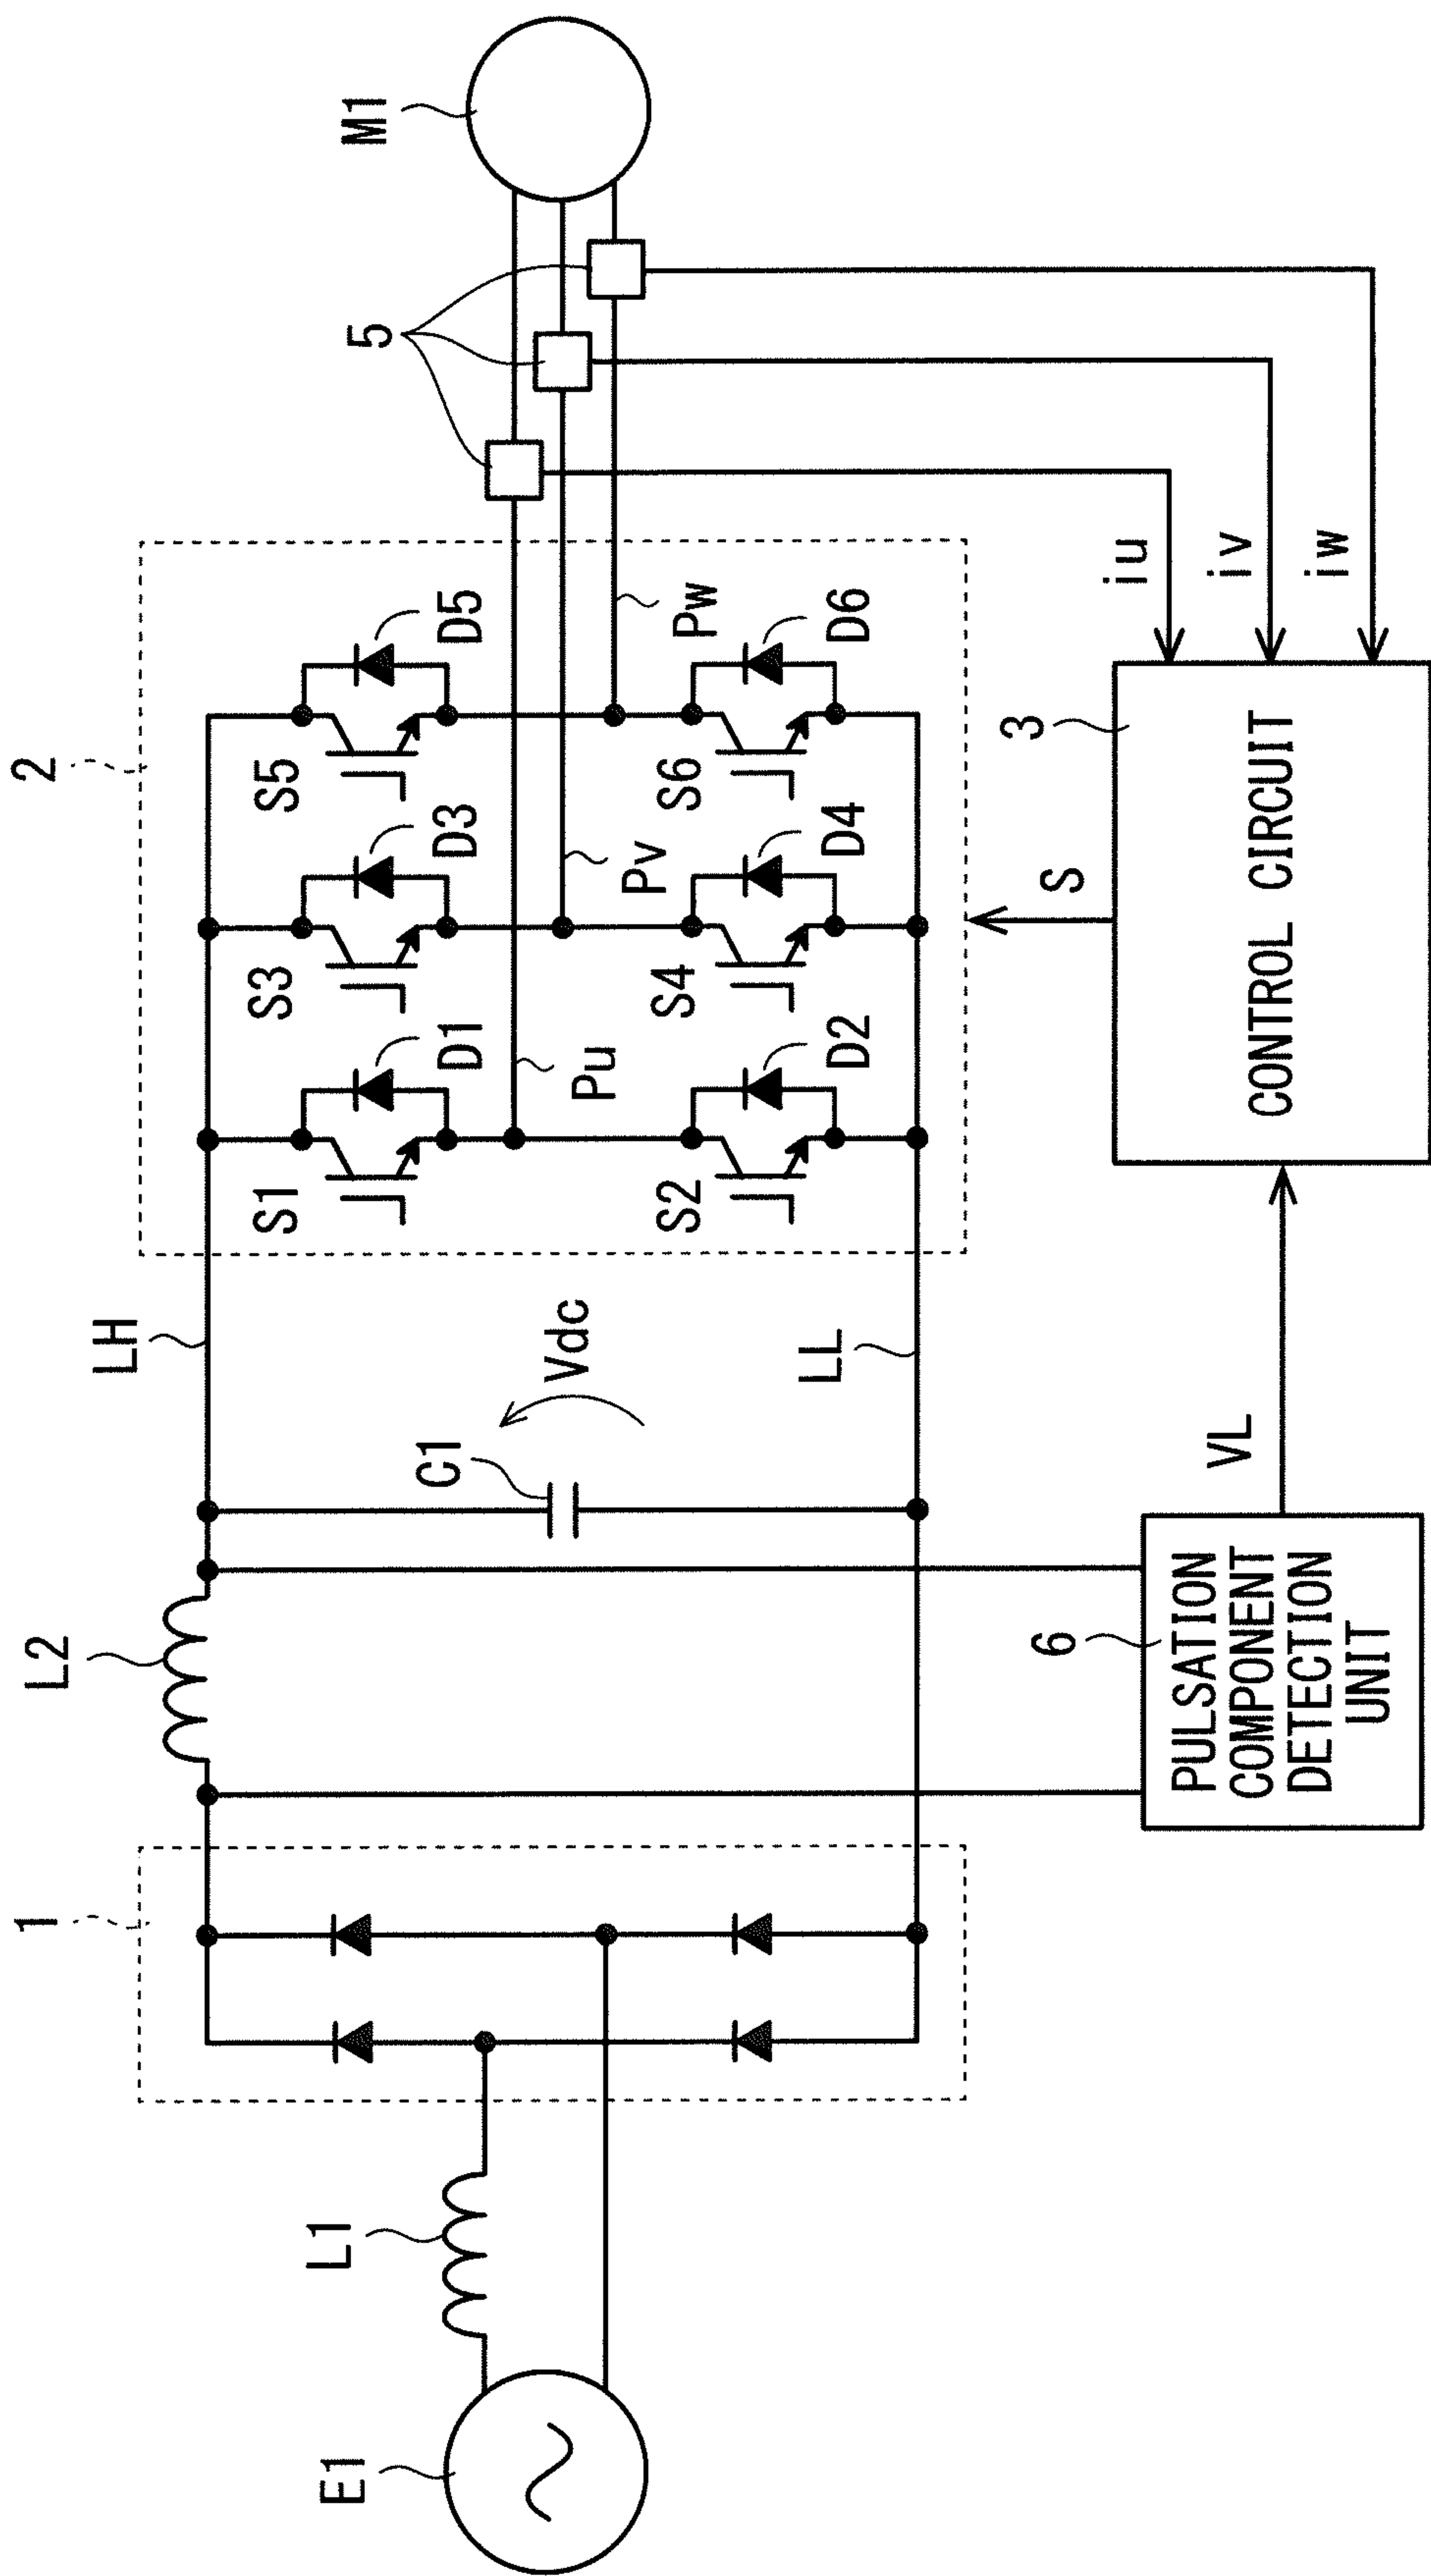 2
M1
5
LH
L2
1
S5
D5
S3
D3
S1
D1
Pu
Pv
Pw
S6
D6
S4
D4
S2
D2
C1
Vdc
LL
L1
E1
iu
iv
iw
3
S
CONTROL CIRCUIT
VL
6
PULSATION
COMPONENT
DETECTION
UNIT